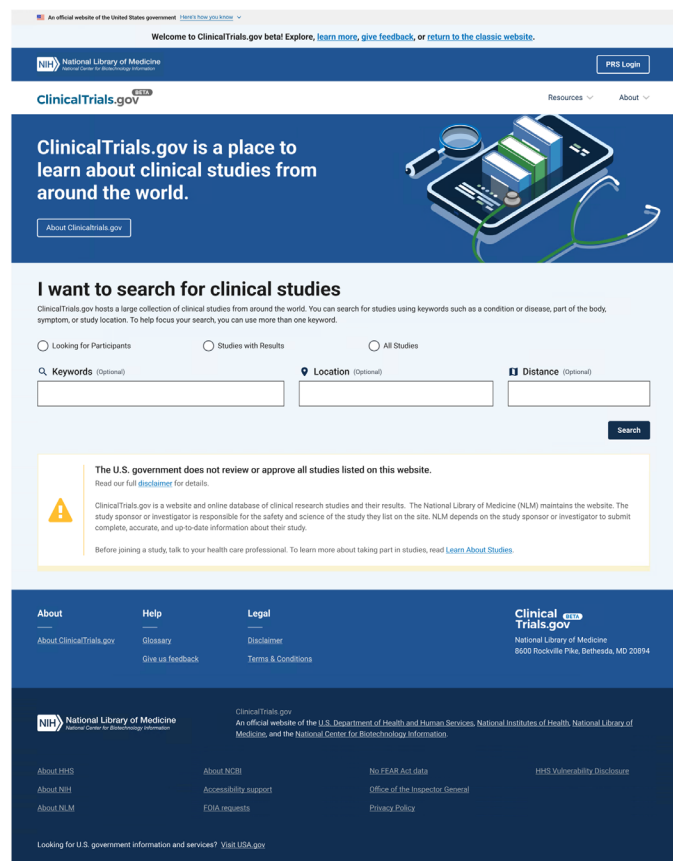 An official website of the United States government Here's how you know
Welcome to ClinicalTrials.gov beta! Explore, learn more, give feedback, or return to the classic website.
NIH National Library of Medicine
National Center for Biotechnology Information
PRS Login
ClinicalTrials.gov BETA
Resources
About
ClinicalTrials.gov is a place to
learn about clinical studies from
around the world.
About Clinicaltrials.gov
I want to search for clinical studies
ClinicalTrials.gov hosts a large collection of clinical studies from around the world. You can search for studies using keywords such as a condition or disease, part of the body,
symptom, or study location. To help focus your search, you can use more than one keyword.
Looking for Participants
Studies with Results
All Studies
Keywords (Optional)
Location (Optional)
Distance (Optional)
Search
The U.S. government does not review or approve all studies listed on this website.
Read our full disclaimer for details.
ClinicalTrials.gov is a website and online database of clinical research studies and their results. The National Library of Medicine (NLM) maintains the website. The
study sponsor or investigator is responsible for the safety and science of the study they list on the site. NLM depends on the study sponsor or investigator to submit
complete, accurate, and up-to-date information about their study.
Before joining a study, talk to your health care professional. To learn more about taking part in studies, read Learn About Studies.
About
Help
Legal
Clinical BETA
Trials.gov
About ClinicalTrials.gov
Glossary
Disclaimer
National Library of Medicine
8600 Rockville Pike, Bethesda, MD 20894
Give us feedback
Terms & Conditions
NIH National Library of Medicine
National Center for Biotechnology Information
ClinicalTrials.gov
An official website of the U.S. Department of Health and Human Services, National Institutes of Health, National Library of
Medicine, and the National Center for Biotechnology Information.
About HHS
About NCBI
No FEAR Act data
HHS Vulnerability Disclosure
About NIH
Accessibility support
Office of the Inspector General
About NLM
FOIA requests
Privacy Policy
Looking for U.S. government information and services? Visit USA.gov